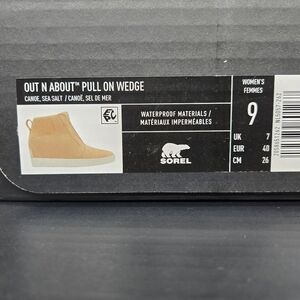 OUT N ABOUT™ PULL ON WEDGE
CANOE, SEA SALT / CANOË, SEL DE MER
WATERPROOF MATERIALS /
MATÉRIAUX IMPERMÉABLES
SOREL
WOMEN'S
FEMMES
9
UK 7
EUR 40
CM 26